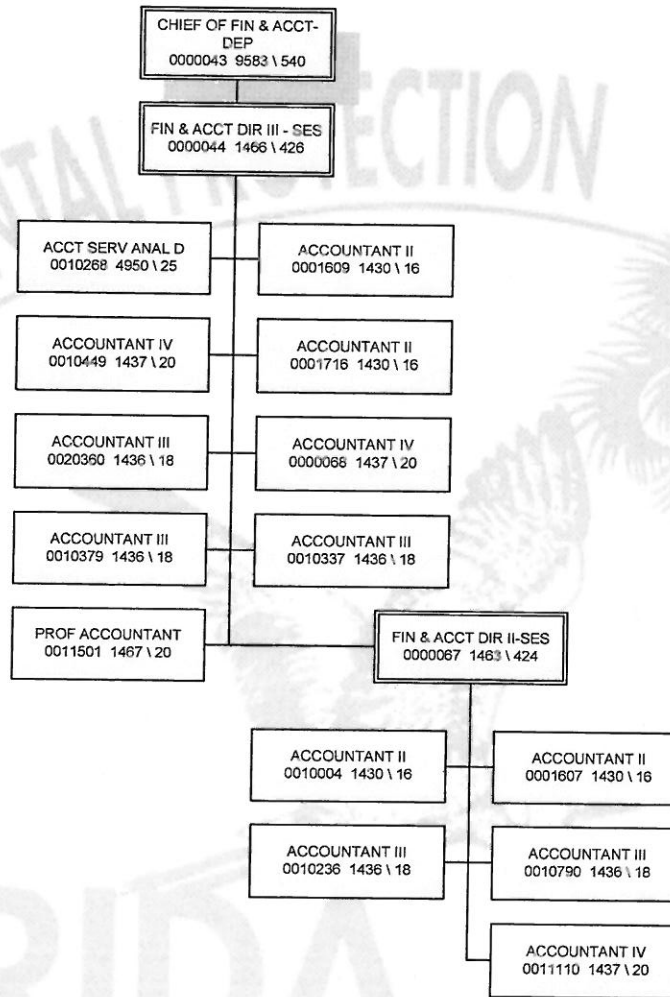 CHIEF OF FIN & ACCT-
DEP
0000043 9583 \ 540
FIN & ACCT DIR III - SES
0000044 1466 \ 426
ACCT SERV ANAL D
0010268 4950 \ 25
ACCOUNTANT II
0001609 1430 \ 16
ACCOUNTANT IV
0010449 1437 \ 20
ACCOUNTANT II
0001716 1430 \ 16
ACCOUNTANT III
0020360 1436 \ 18
ACCOUNTANT IV
0000068 1437 \ 20
ACCOUNTANT III
0010379 1436 \ 18
ACCOUNTANT III
0010337 1436 \ 18
PROF ACCOUNTANT
0011501 1467 \ 20
FIN & ACCT DIR II-SES
0000067 1463 \ 424
ACCOUNTANT II
0010004 1430 \ 16
ACCOUNTANT II
0001607 1430 \ 16
ACCOUNTANT III
0010236 1436 \ 18
ACCOUNTANT III
0010790 1436 \ 18
ACCOUNTANT IV
0011110 1437 \ 20
NTAL PROTECTION
RIDA